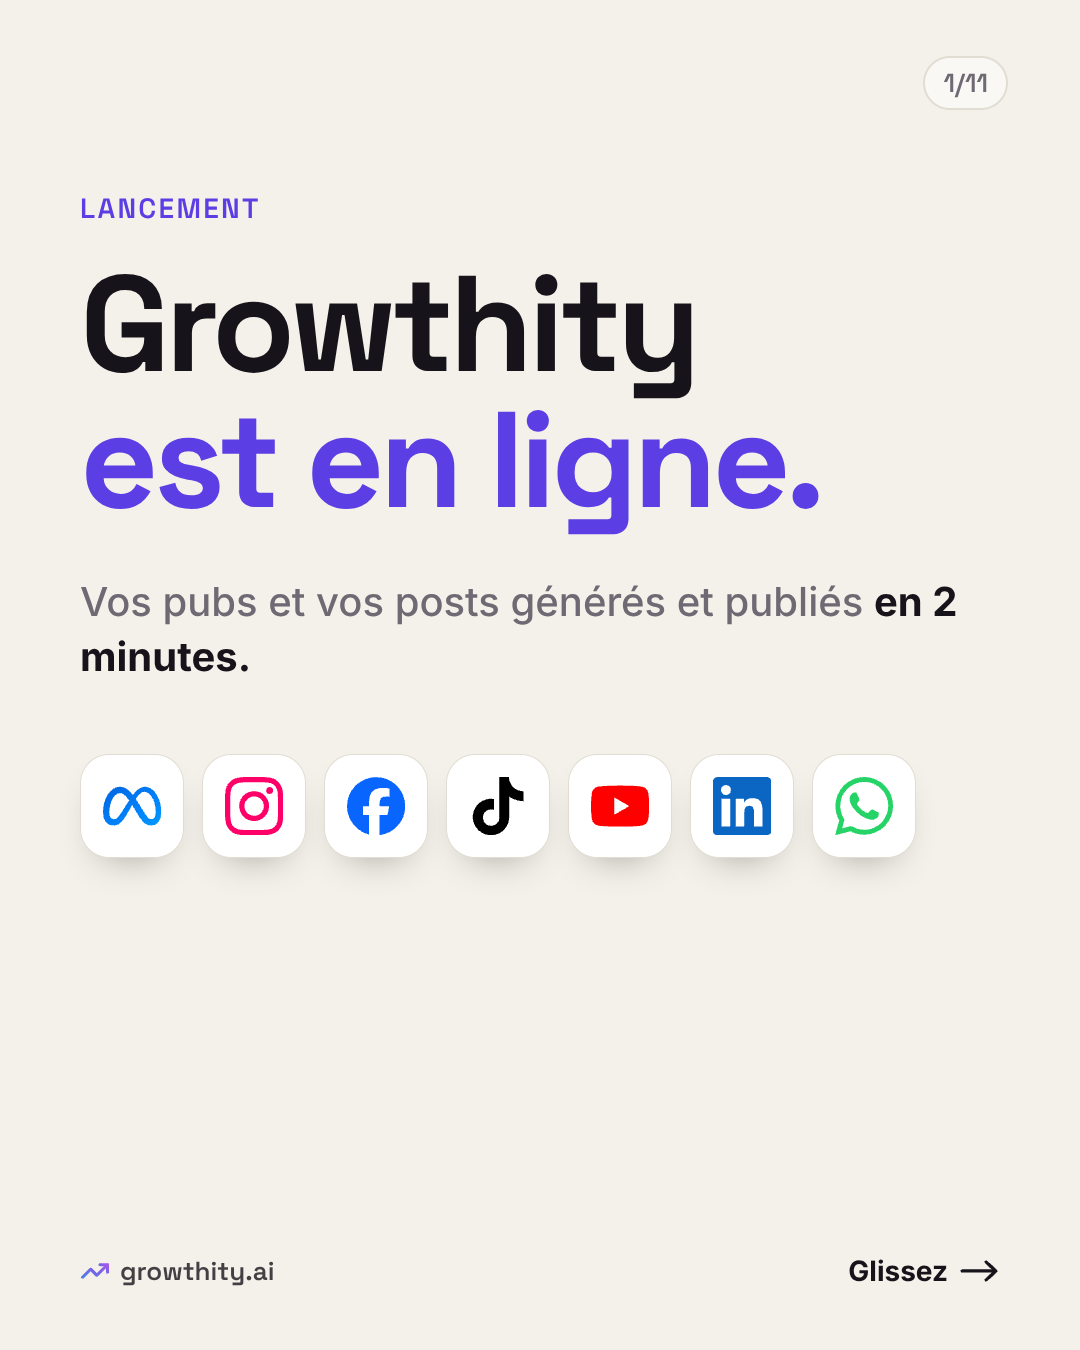 1/11
LANCEMENT
Growthity
est en ligne.
Vos pubs et vos posts générés et publiés en 2
minutes.
in
growthity.ai
Glissez →